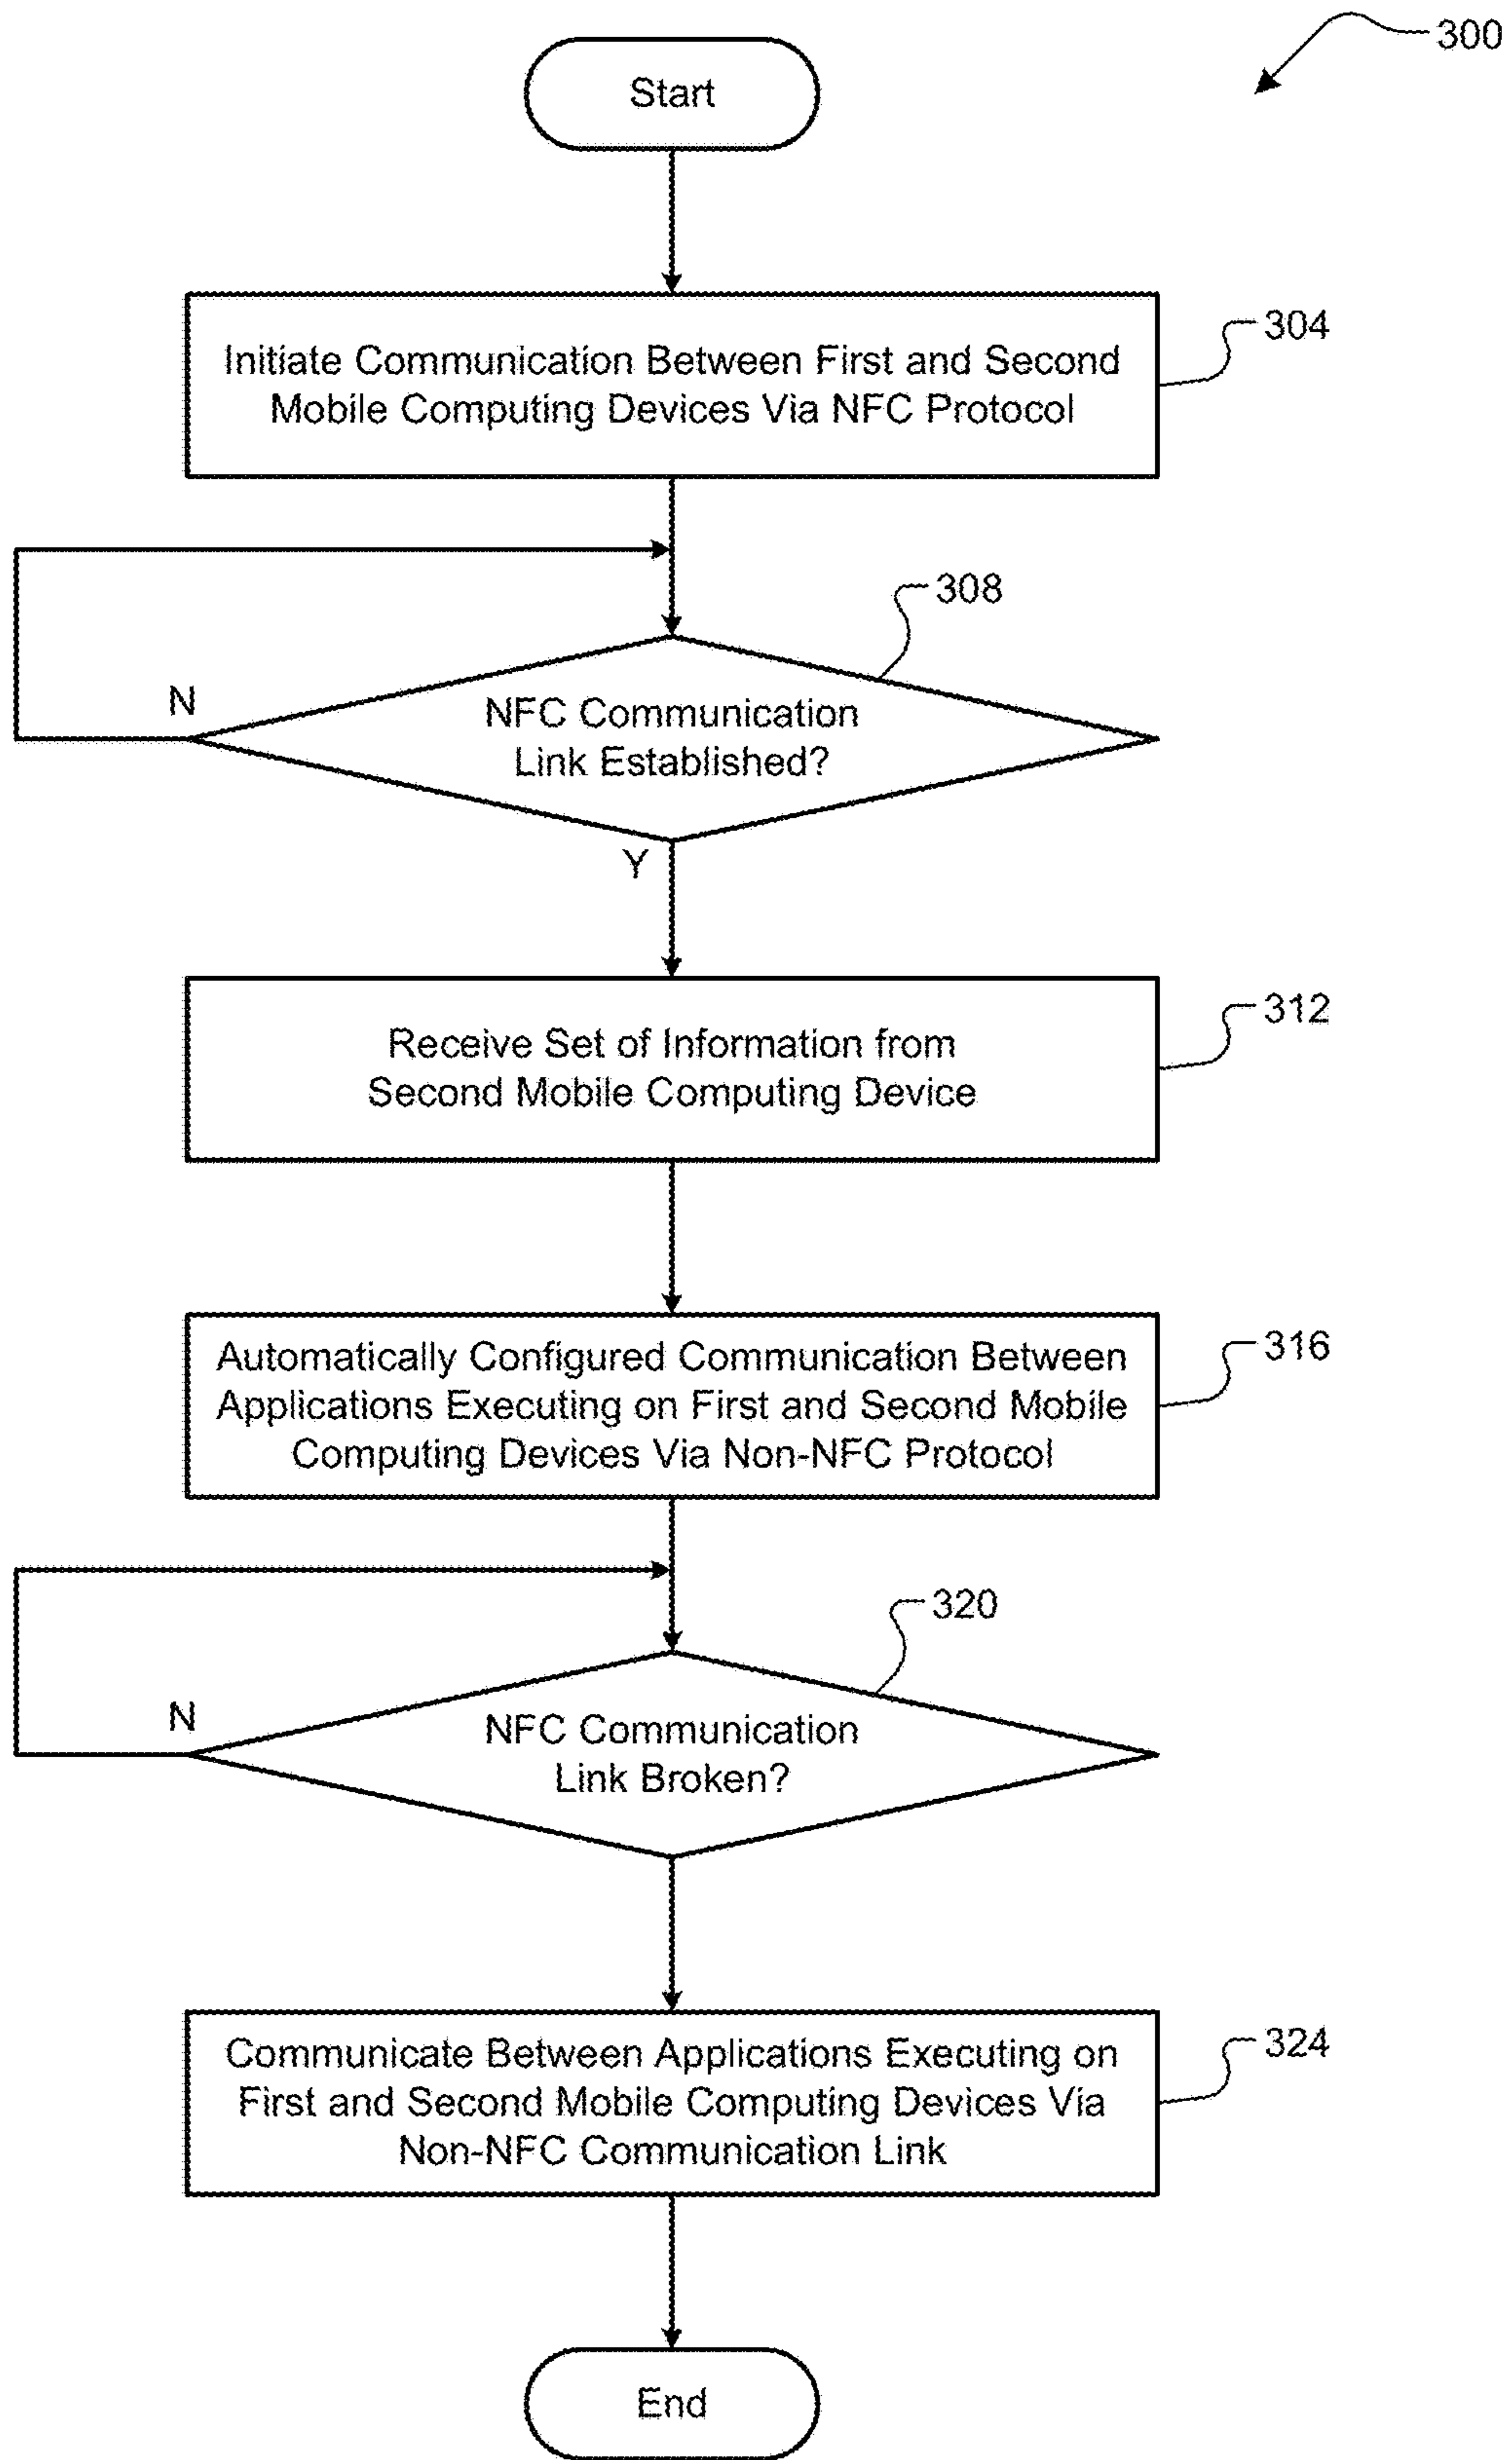 300
Start
304
Initiate Communication Between First and Second
Mobile Computing Devices Via NFC Protocol
308
NFC Communication
Link Established?
N
Y
312
Receive Set of Information from
Second Mobile Computing Device
316
Automatically Configured Communication Between
Applications Executing on First and Second Mobile
Computing Devices Via Non-NFC Protocol
320
NFC Communication
Link Broken?
N
324
Communicate Between Applications Executing on
First and Second Mobile Computing Devices Via
Non-NFC Communication Link
End